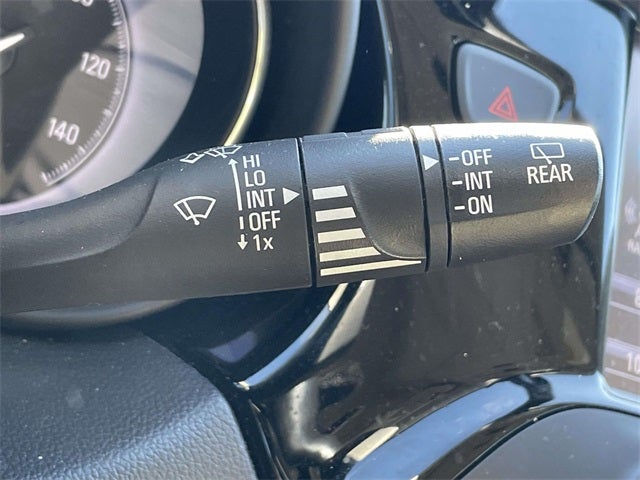 120
140
HI
LO
INT
OFF
1x
-OFF
-INT
-ON
REAR